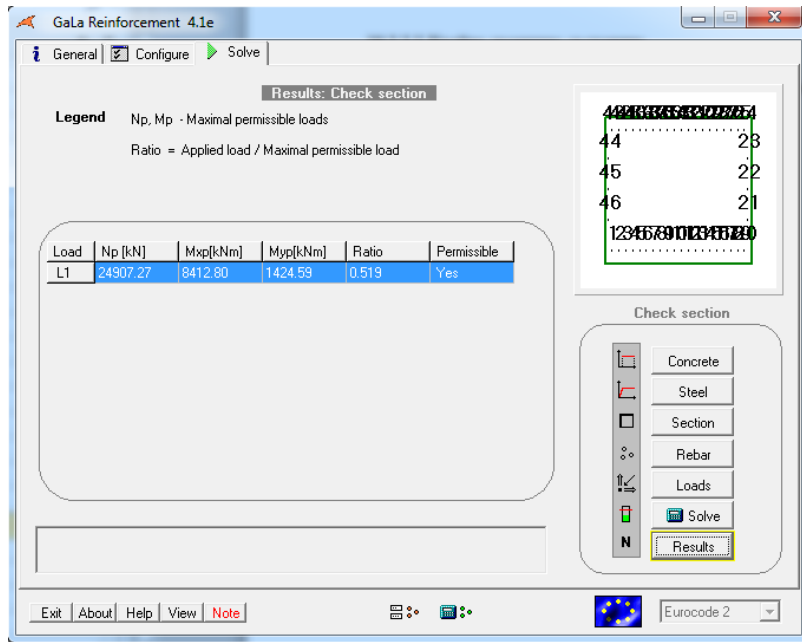 GaLa Reinforcement 4.1e
General Configure Solve
Results: Check section
Legend Np, Mp - Maximal permissible loads
Ratio = Applied load / Maximal permissible load
Load Np [kN] Mxp[kNm] Myp[kNm] Ratio Permissible
L1 24907.27 8412.80 1424.59 0.519 Yes
44 23
45 22
46 21
Check section
Concrete
Steel
Section
Rebar
Loads
Solve
N Results
Exit About Help View Note Eurocode 2